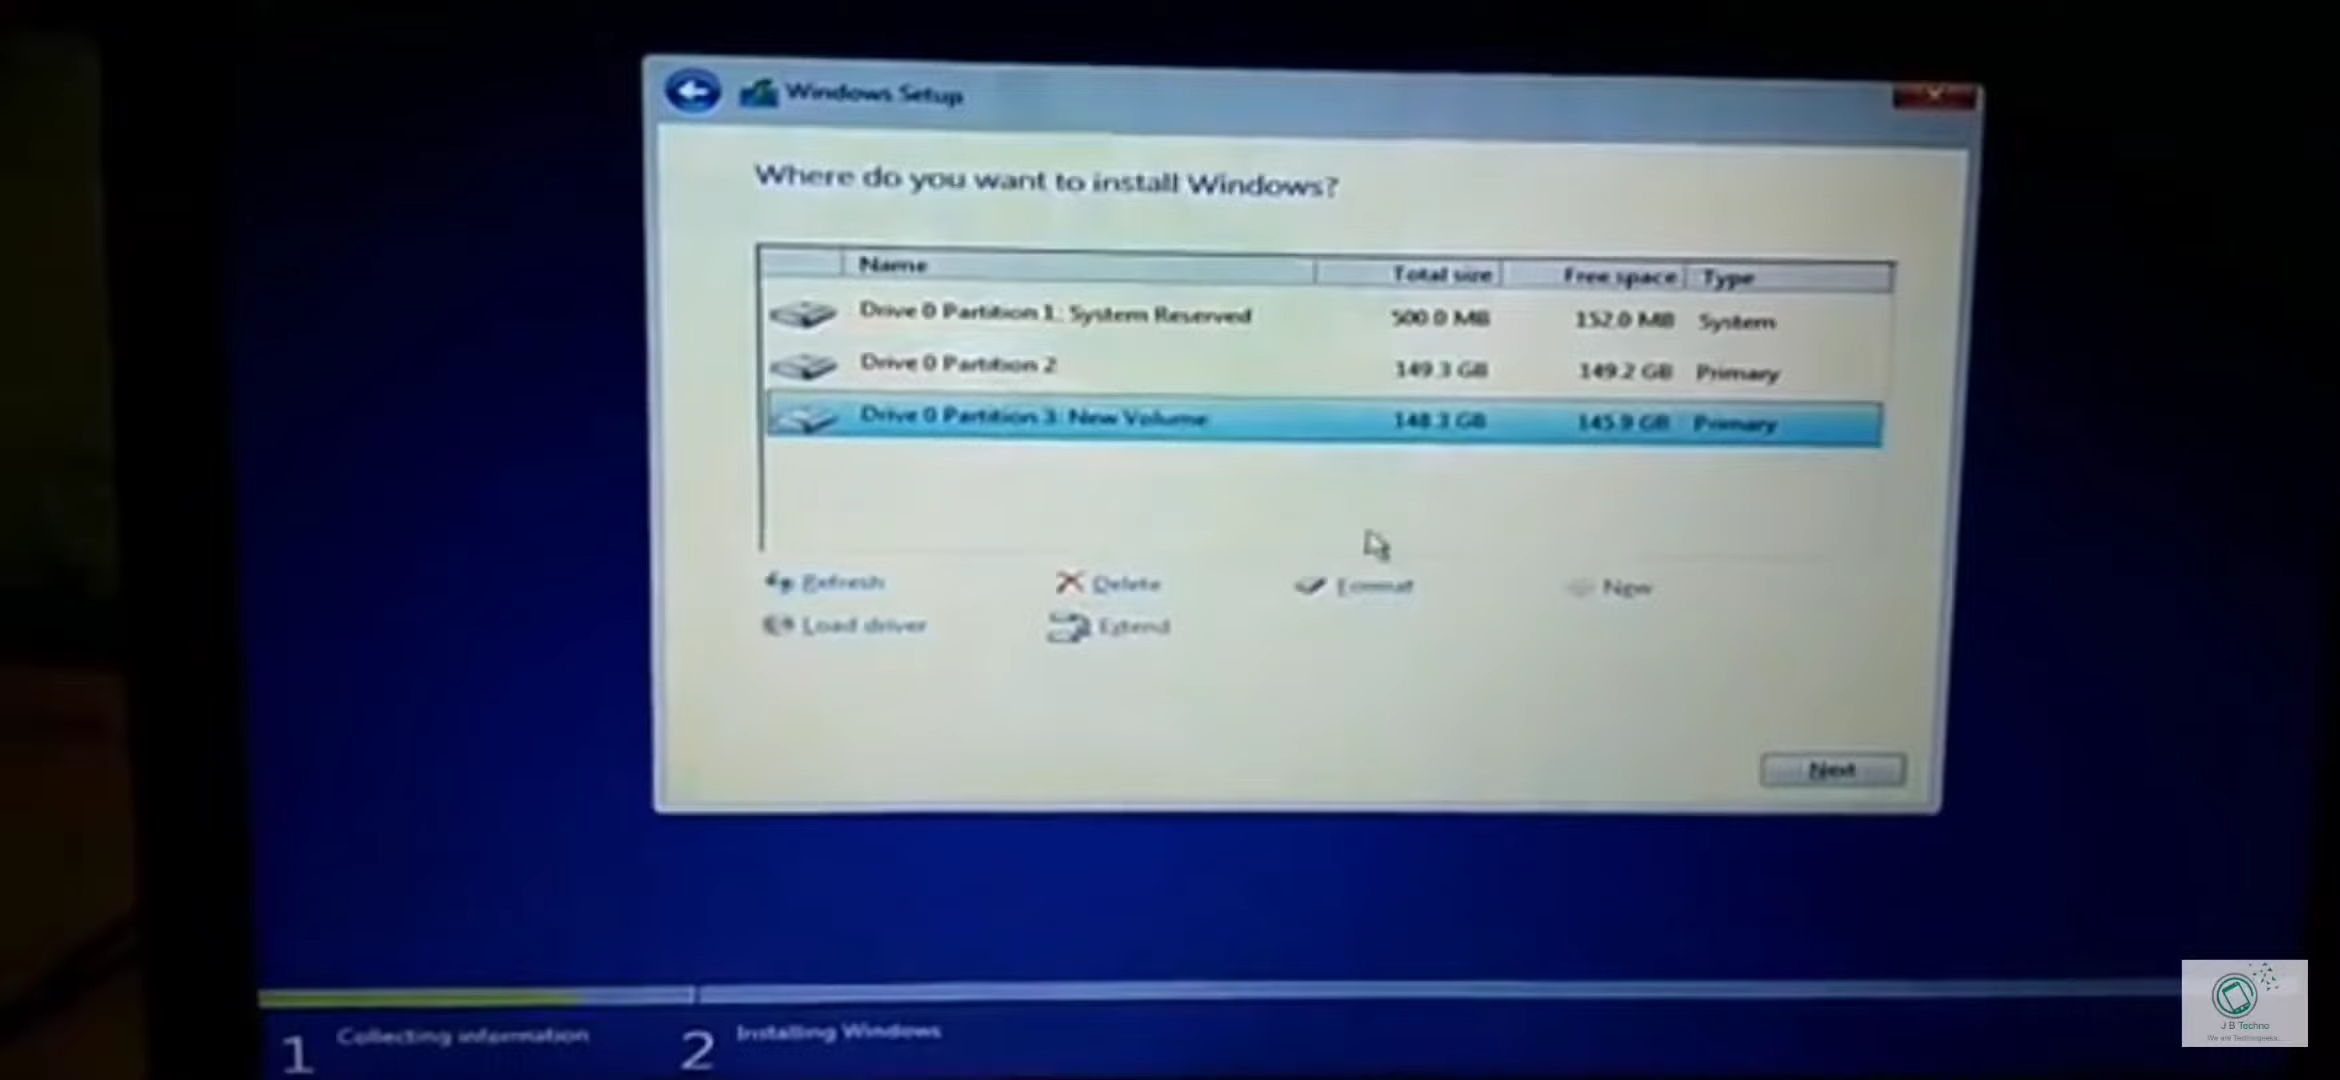 Windows Setup
Where do you want to install Windows?
Name Total size Free space Type
Drive 0 Partition 1: System Reserved 500.0 MB 152.0 MB System
Drive 0 Partition 2 149.3 GB 149.2 GB Primary
Drive 0 Partition 3: New Volume 148.3 GB 145.9 GB Primary
Refresh Delete Format New
Load driver Extend
Next
1 Collecting information 2 Installing Windows
J B Techno
We are